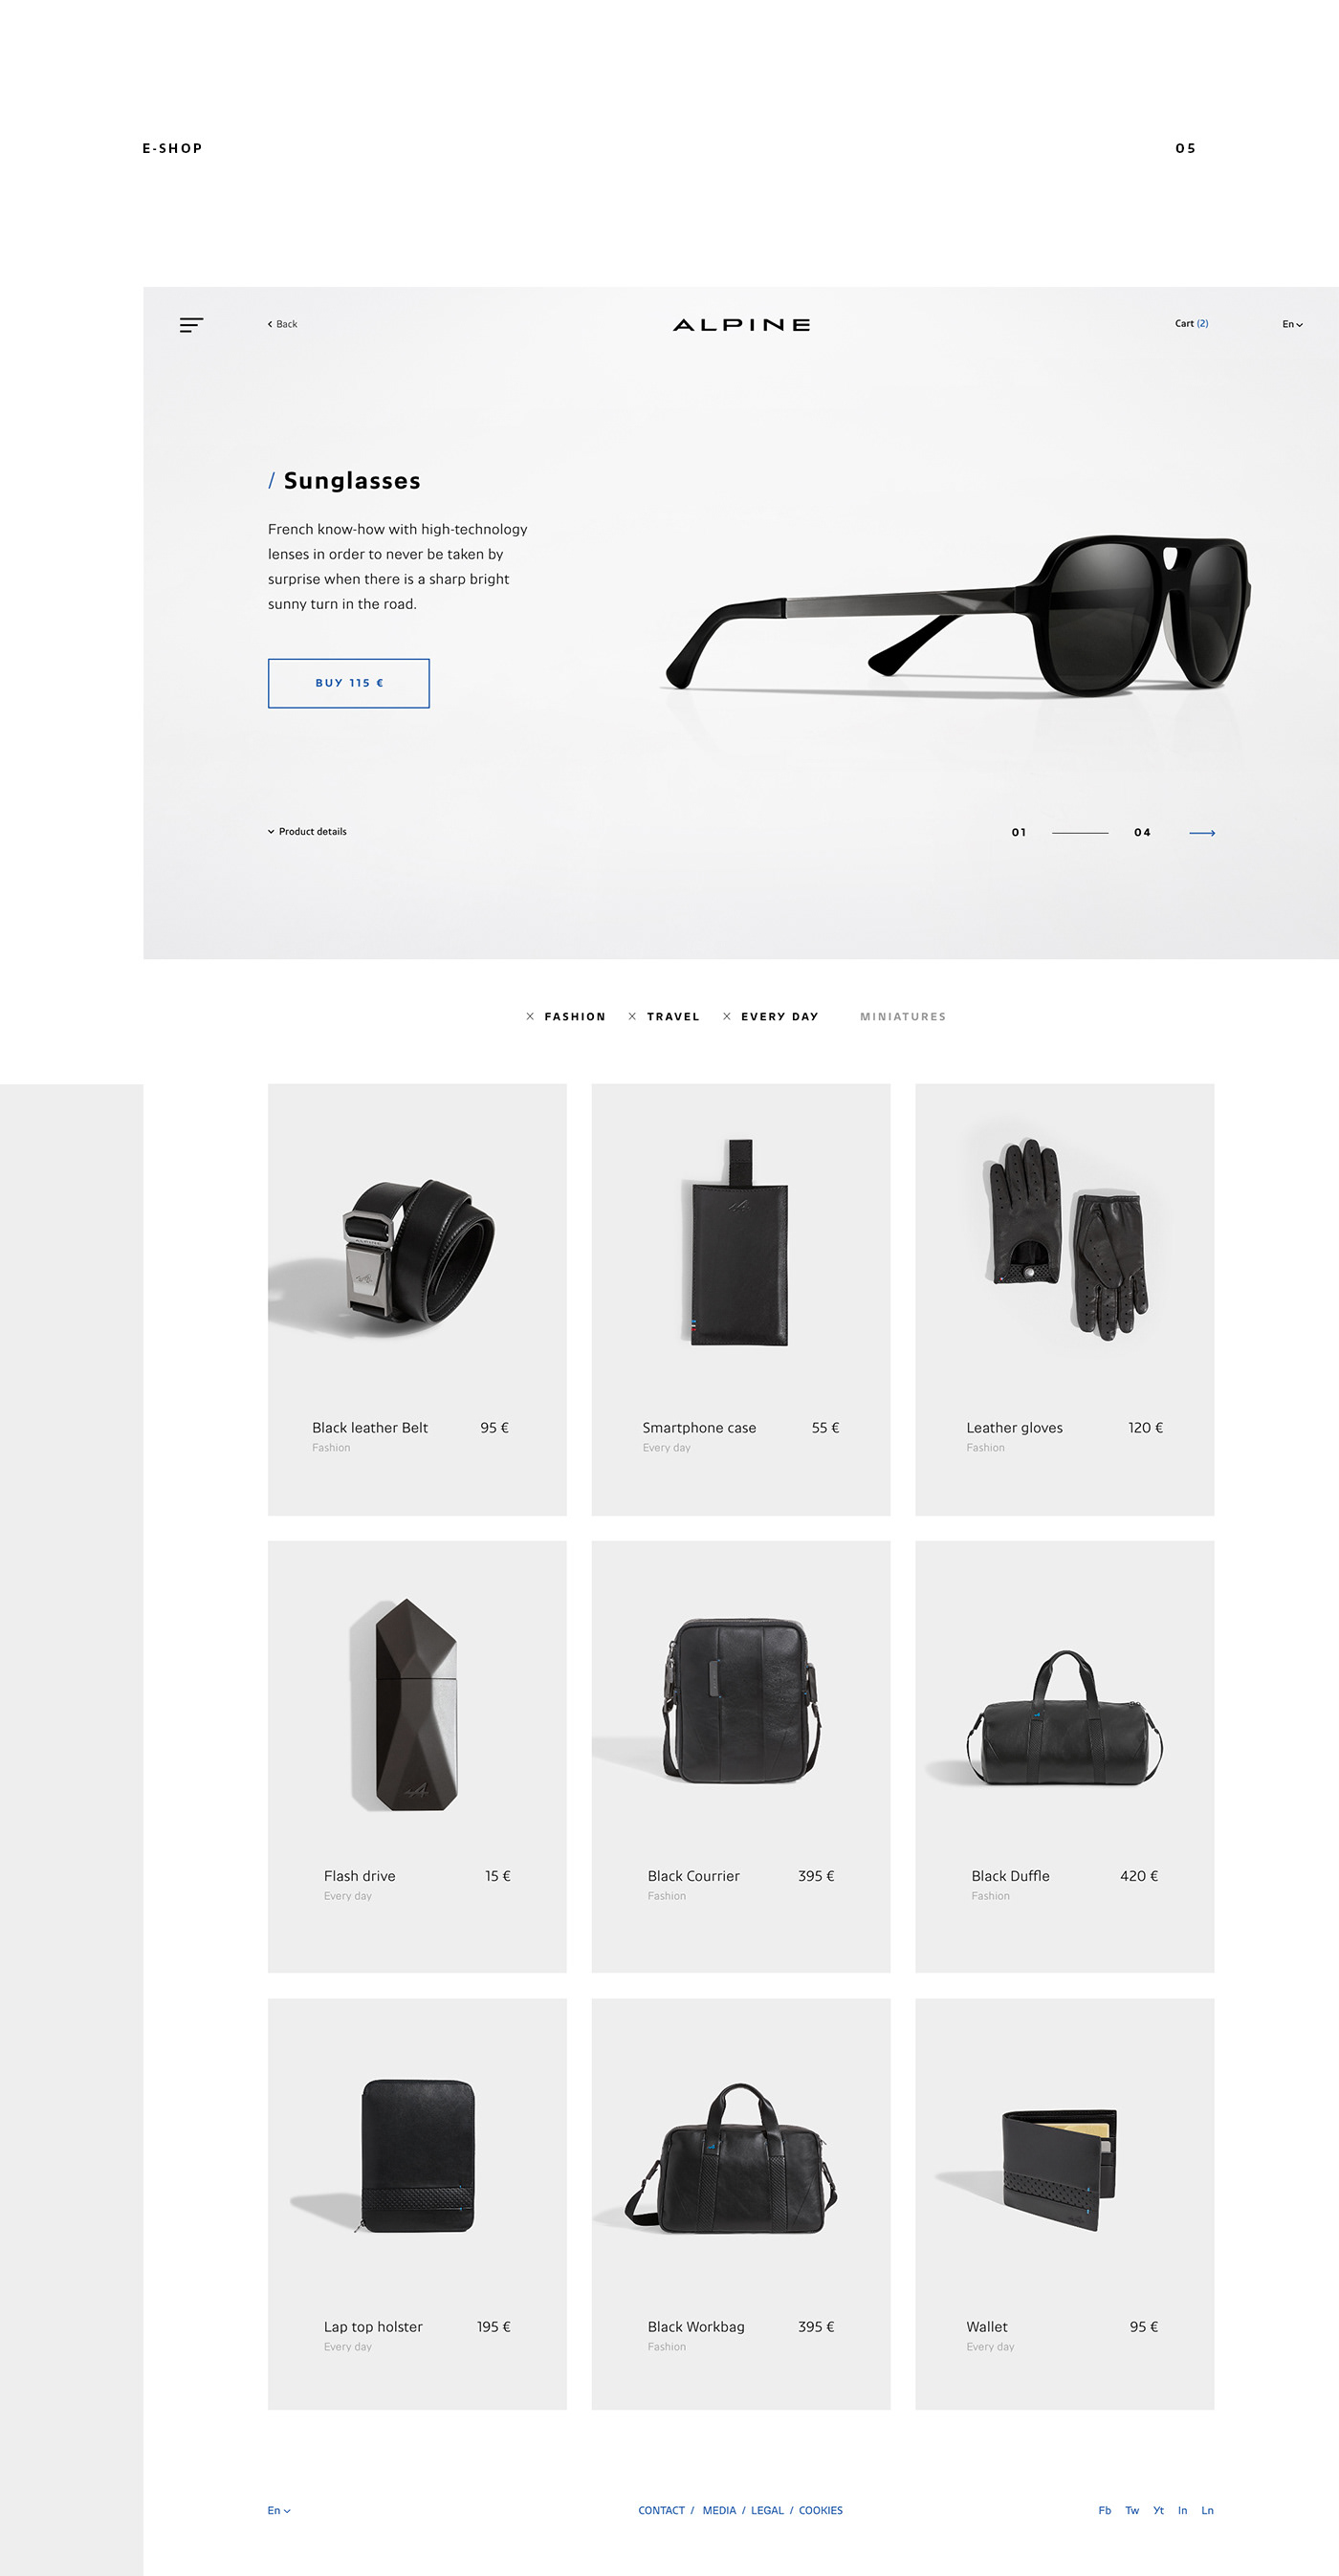 E-SHOP 05
Back ALPINE Cart (2) En
/ Sunglasses
French know-how with high-technology
lenses in order to never be taken by
surprise when there is a sharp bright
sunny turn in the road.
BUY 115 €
Product details 01 04
× FASHION × TRAVEL × EVERY DAY MINIATURES
ALPINE
Black leather Belt 95 €
Fashion
Smartphone case 55 €
Every day
Leather gloves 120 €
Fashion
Flash drive 15 €
Every day
Black Courrier 395 €
Fashion
Black Duffle 420 €
Fashion
Lap top holster 195 €
Every day
Black Workbag 395 €
Fashion
Wallet 95 €
Every day
En CONTACT / MEDIA / LEGAL / COOKIES Fb Tw Yt In Ln